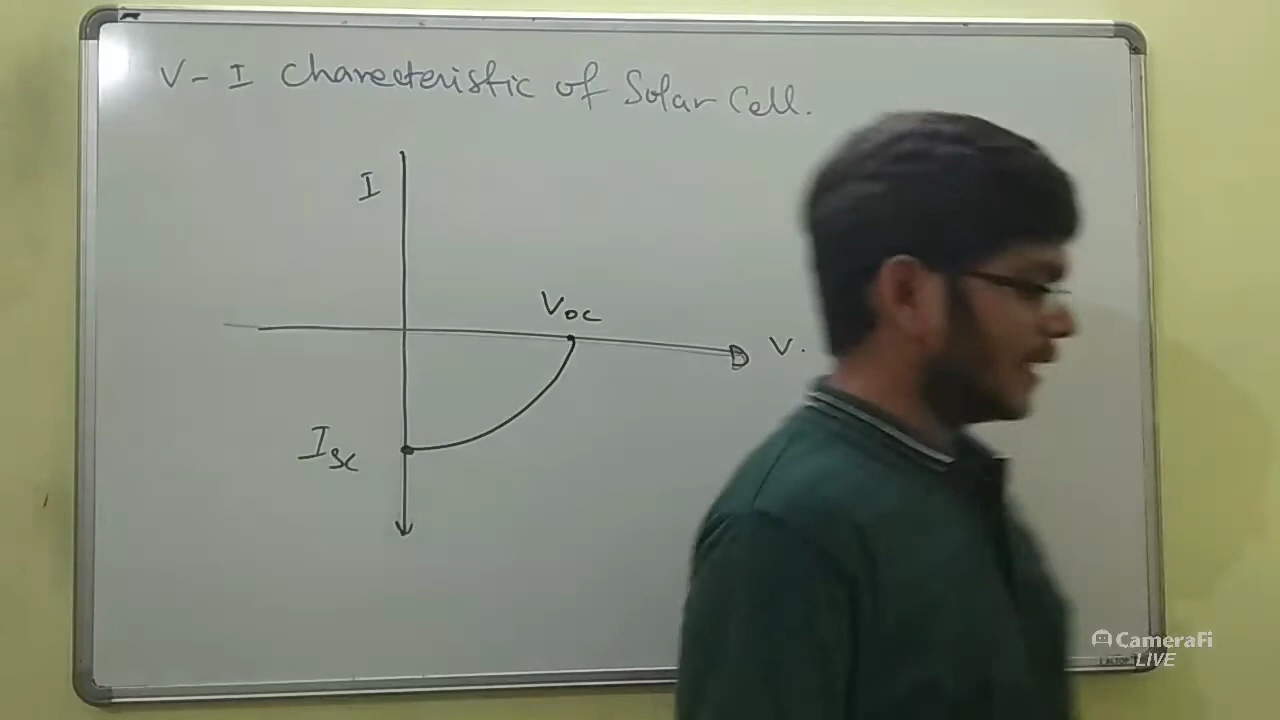 V - I Charecteristic of Solar Cell.
I
Voc
V.
Isc
CameraFi
LIVE